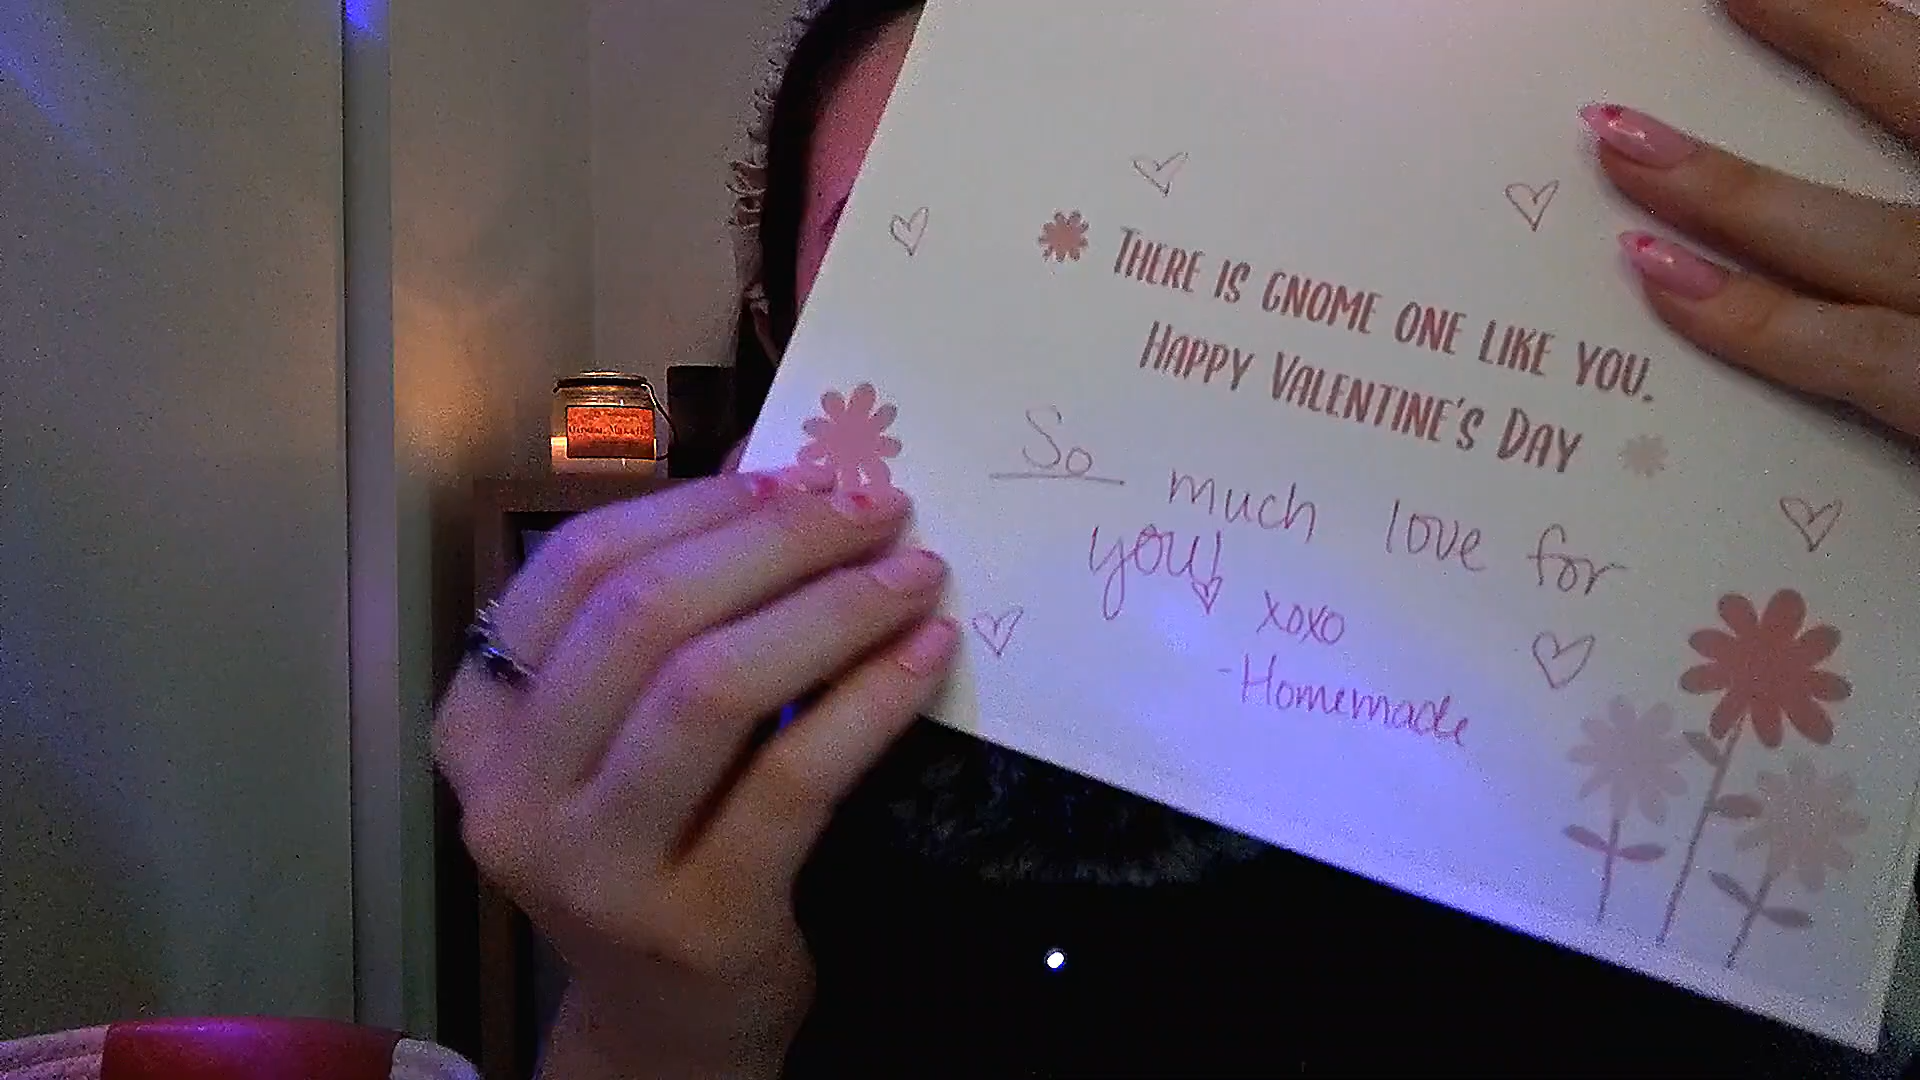 THERE IS GNOME ONE LIKE YOU.
HAPPY VALENTINE'S DAY
So much love for
you!
xoxo
-Homemade